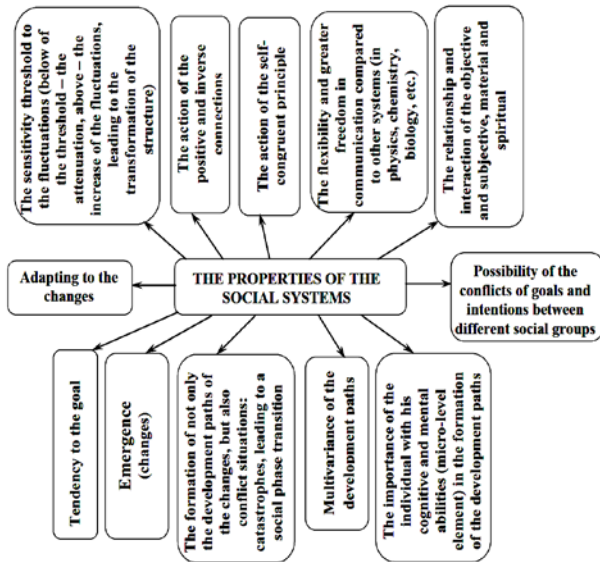 The sensitivity threshold to
the fluctuations (below of
the threshold – the
attenuation, above – the
increase of the fluctuations,
leading to the
transformation of the
structure)
The action of the
positive and inverse
connections
The action of the self-
congruent principle
The flexibility and greater
freedom in
communication compared
to other systems (in
physics, chemistry,
biology, etc.)
The relationship and
interaction of the objective
and subjective, material and
spiritual
Adapting to the
changes
THE PROPERTIES OF THE
SOCIAL SYSTEMS
Possibility of the
conflicts of goals and
intentions between
different social groups
Tendency to the goal
Emergence
(changes)
The formation of not only
the development paths of
the changes, but also
conflict situations:
catastrophes, leading to a
social phase transition
Multivariance of the
development paths
The importance of the
individual with his
cognitive and mental
abilities (micro-level
element) in the formation
of the development paths